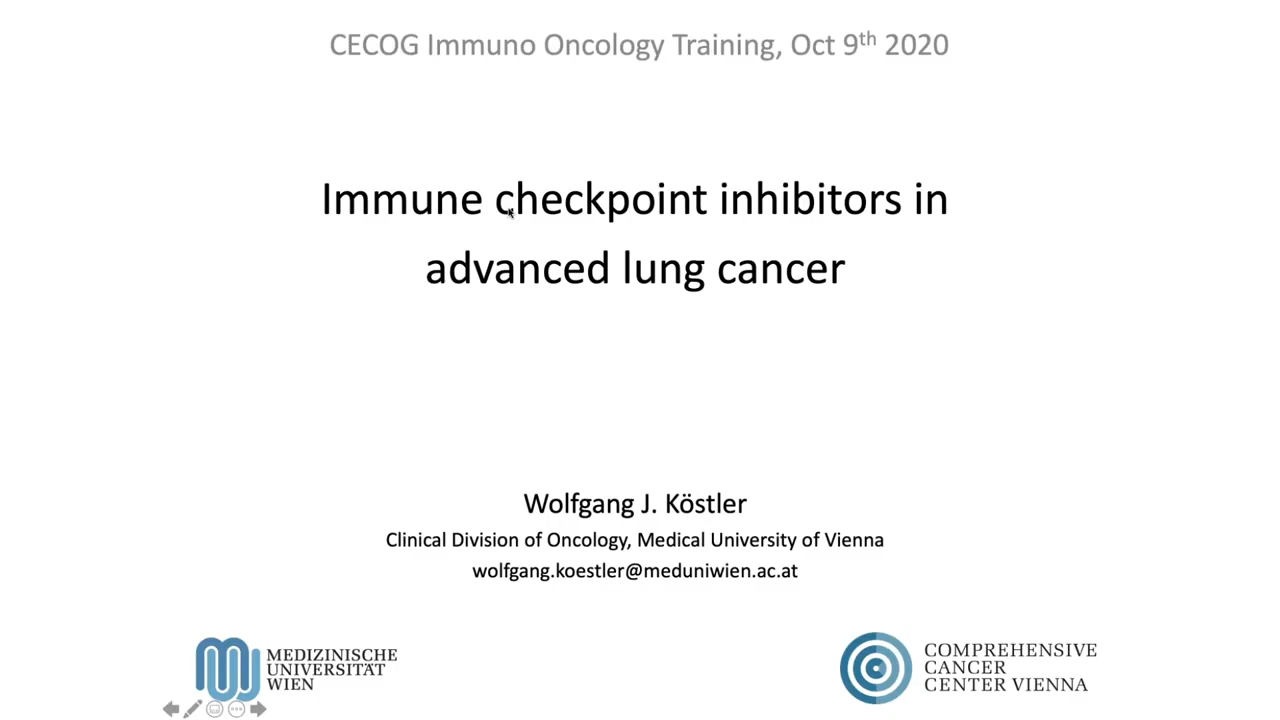 CECOG Immuno Oncology Training, Oct 9th 2020
Immune checkpoint inhibitors in
advanced lung cancer
Wolfgang J. Köstler
Clinical Division of Oncology, Medical University of Vienna
wolfgang.koestler@meduniwien.ac.at
MEDIZINISCHE
UNIVERSITÄT
WIEN
COMPREHENSIVE
CANCER
CENTER VIENNA